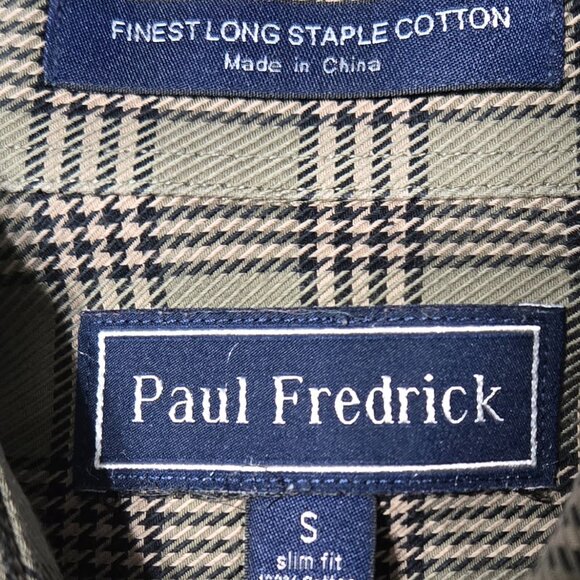 FINEST LONG STAPLE COTTON
Made in China
Paul Fredrick
S
slim fit